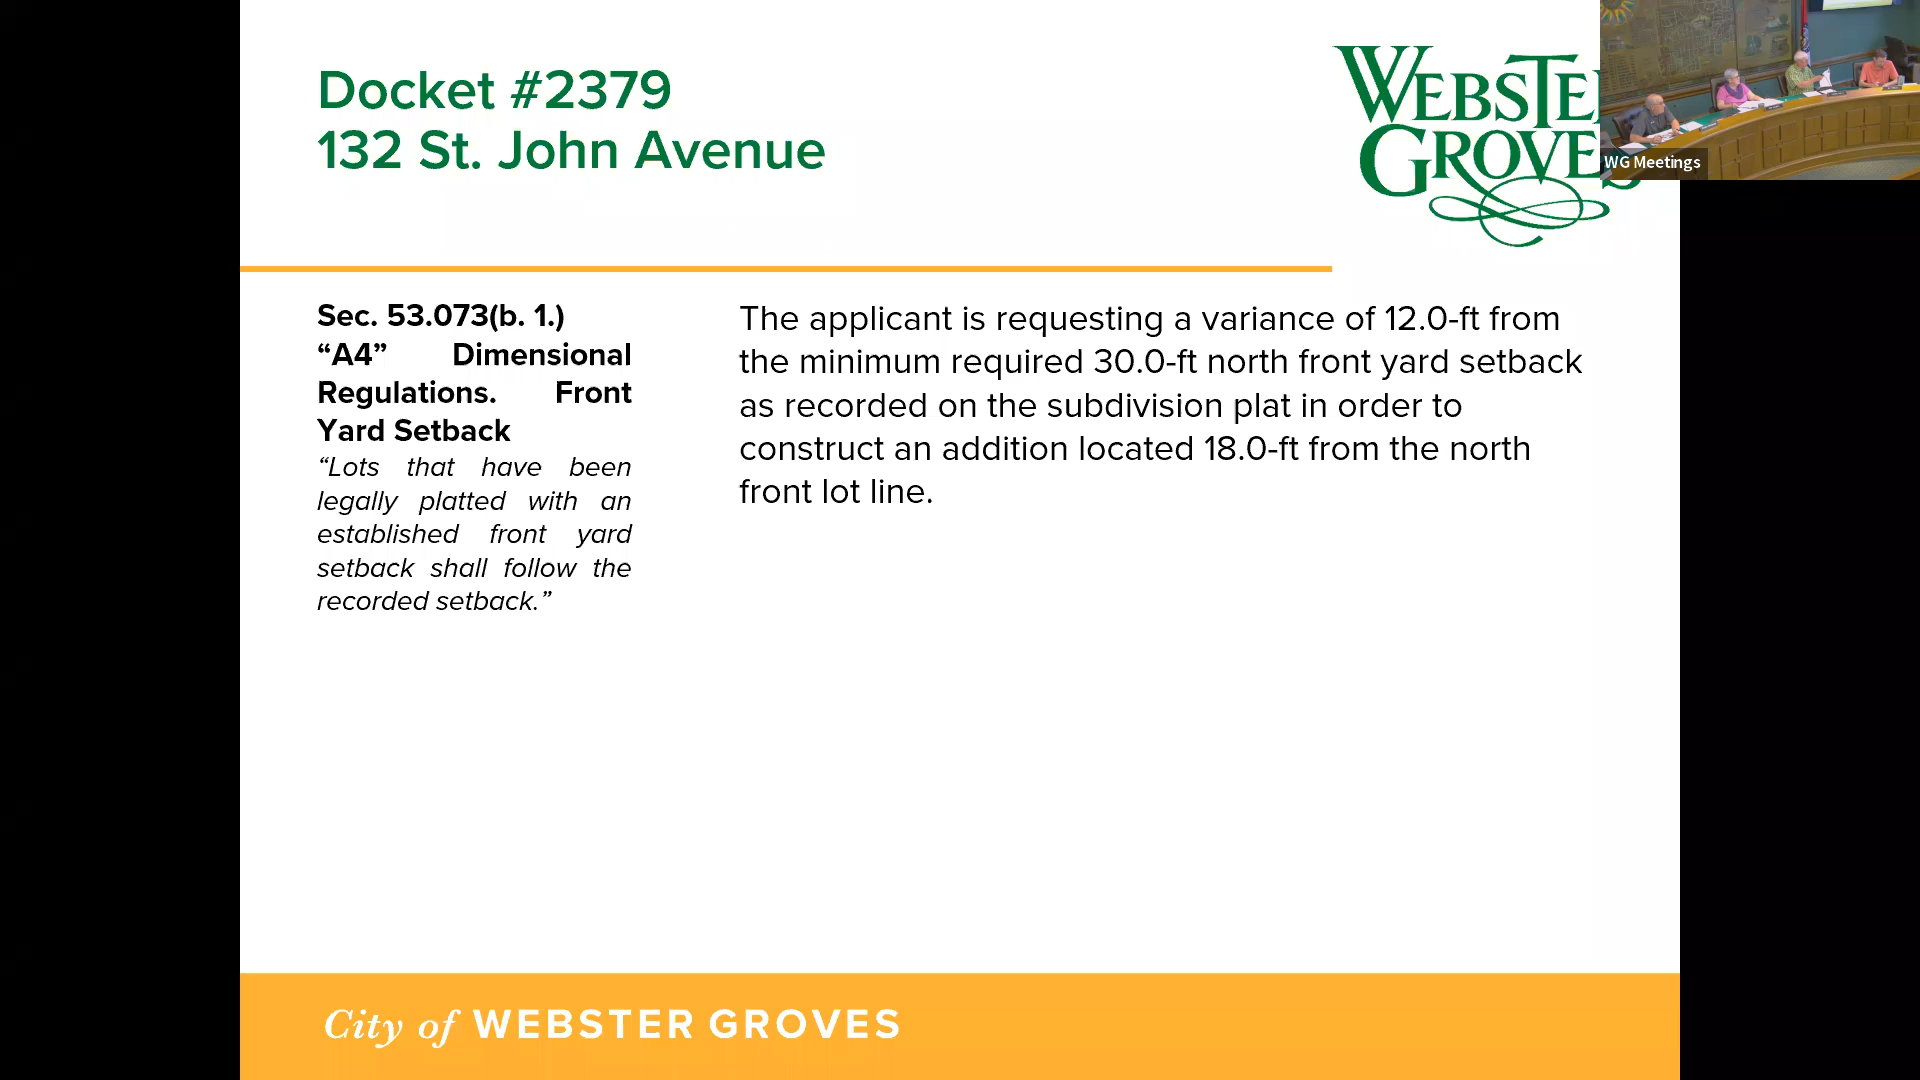 Docket #2379
132 St. John Avenue
WEBSTE
GROVES
WG Meetings
Sec. 53.073(b. 1.)
“A4” Dimensional
Regulations. Front
Yard Setback
“Lots that have been
legally platted with an
established front yard
setback shall follow the
recorded setback.”
The applicant is requesting a variance of 12.0-ft from
the minimum required 30.0-ft north front yard setback
as recorded on the subdivision plat in order to
construct an addition located 18.0-ft from the north
front lot line.
City of WEBSTER GROVES